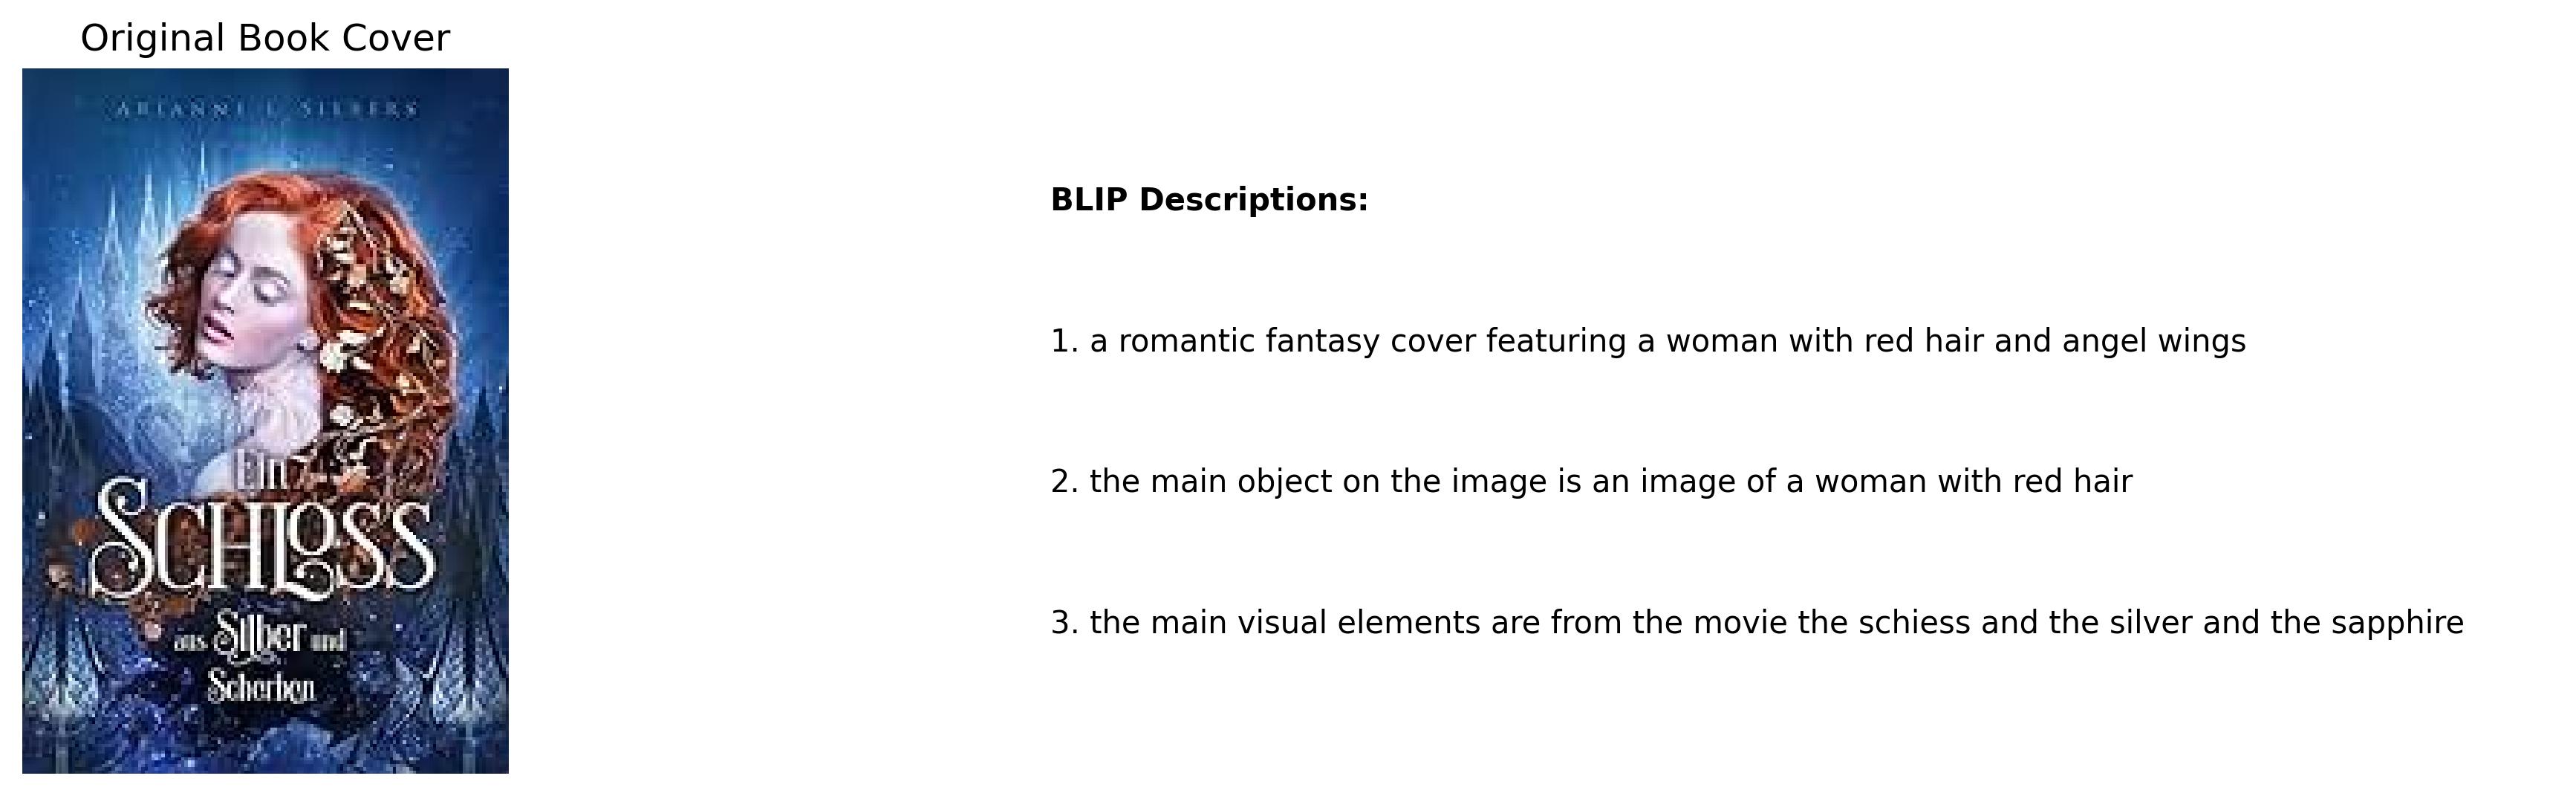 Original Book Cover
ARIANNE L. SILBERS
Ein
SCHLOSS
aus Silber und
Scherben
BLIP Descriptions:
1. a romantic fantasy cover featuring a woman with red hair and angel wings
2. the main object on the image is an image of a woman with red hair
3. the main visual elements are from the movie the schiess and the silver and the sapphire